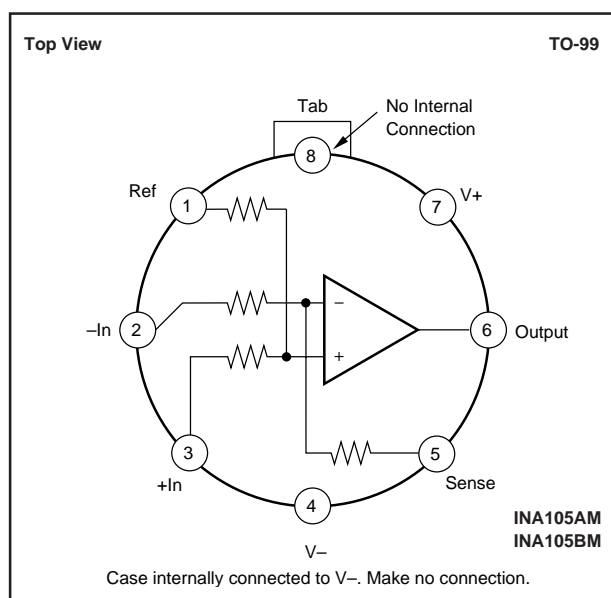 Top View
TO-99
Tab
No Internal
Connection
8
Ref
1
7
V+
–In
2
–
+
6
Output
3
+In
5
Sense
4
V–
INA105AM
INA105BM
Case internally connected to V–. Make no connection.